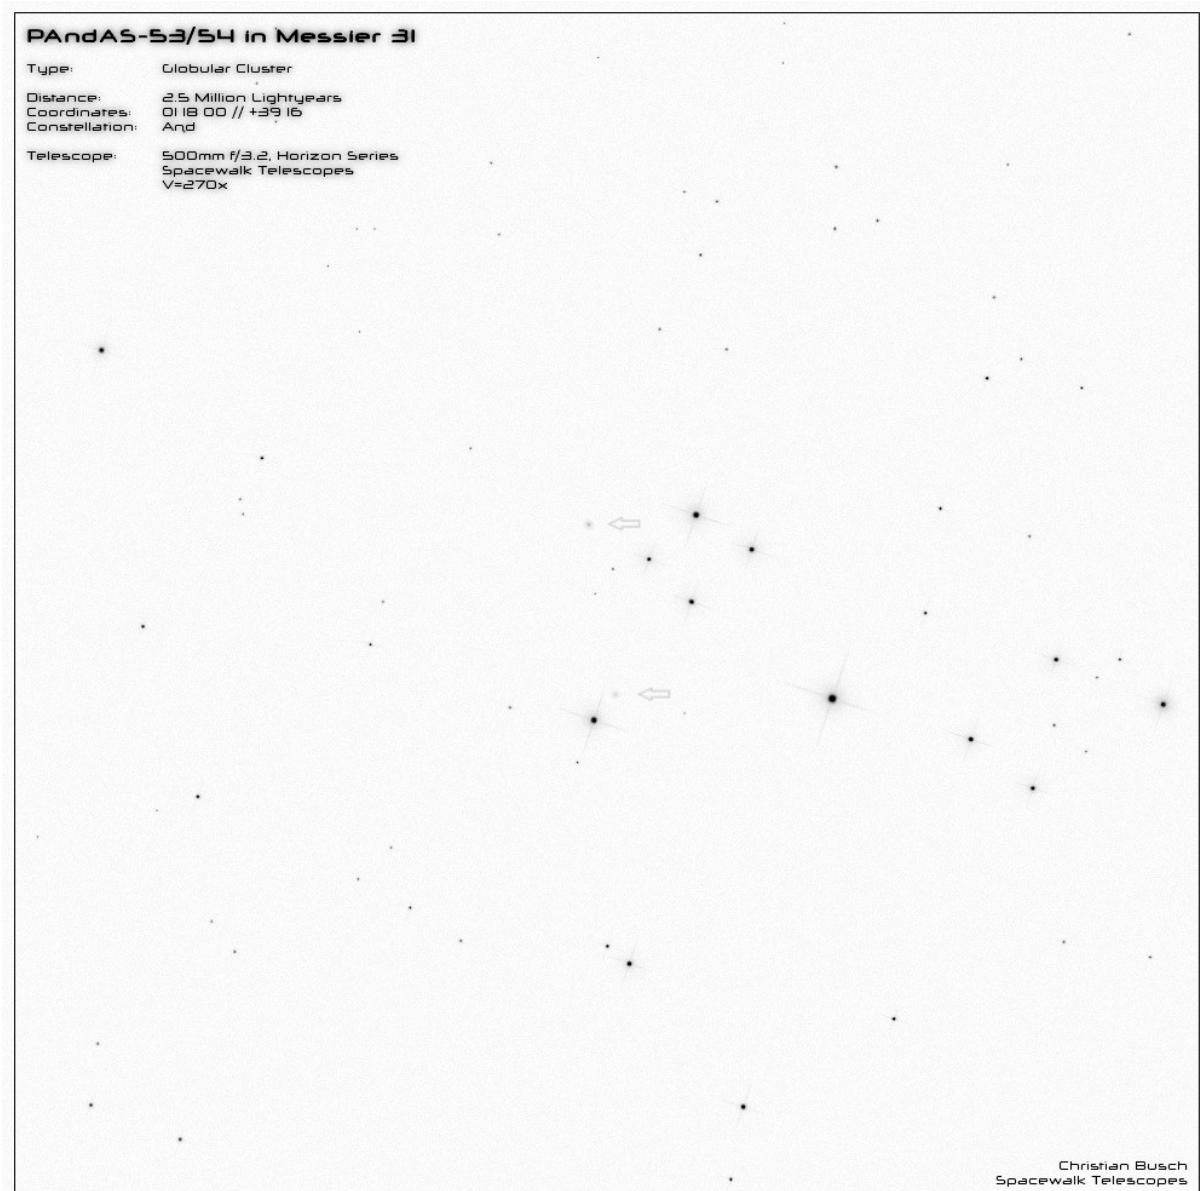 PAndAS-53/54 in Messier 31
Type: Globular Cluster
Distance: 2.5 Million Lightyears
Coordinates: 01 18 00 // +39 16
Constellation: And
Telescope: 500mm f/3.2, Horizon Series
Spacewalk Telescopes
V=270x
Christian Busch
Spacewalk Telescopes